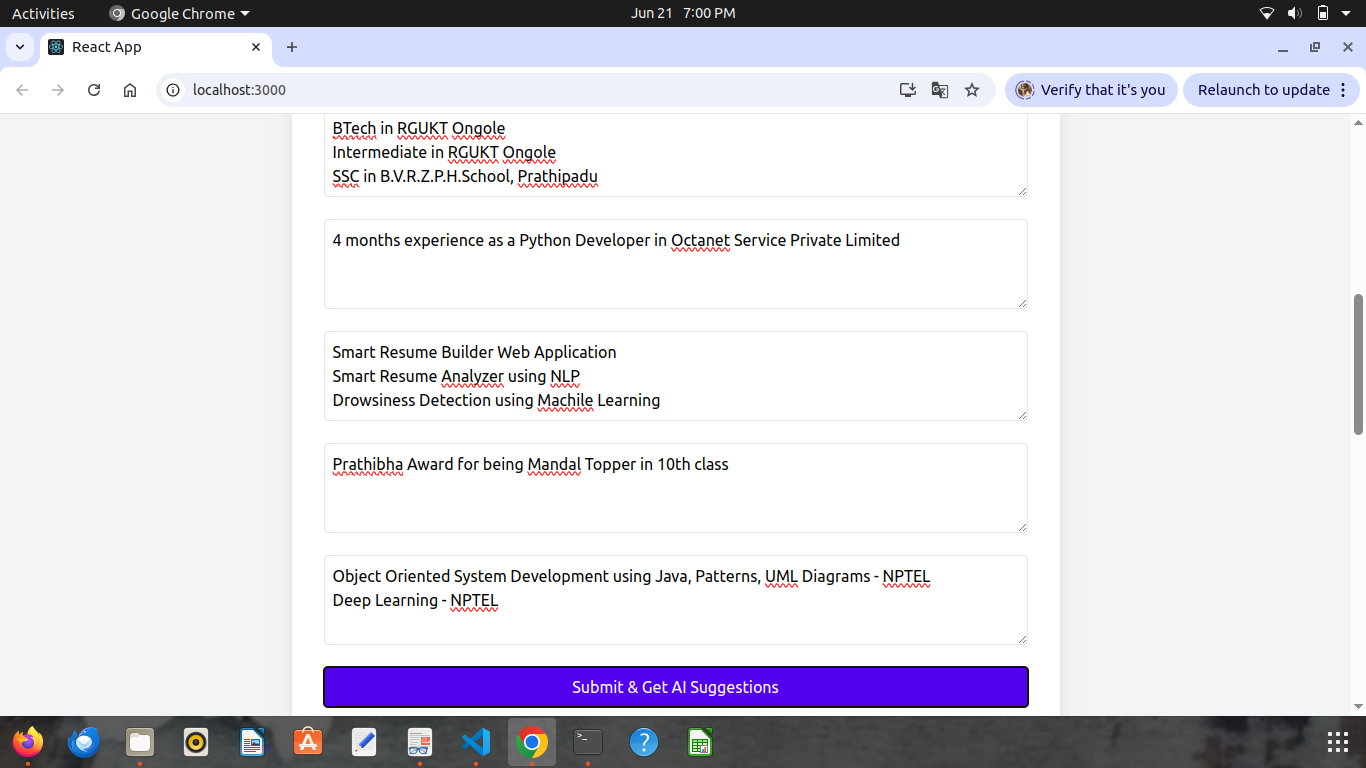 Activities
Google Chrome
Jun 21 7:00 PM
React App
localhost:3000
Verify that it's you
Relaunch to update
BTech in RGUKT Ongole
Intermediate in RGUKT Ongole
SSC in B.V.R.Z.P.H.School, Prathipadu
4 months experience as a Python Developer in Octanet Service Private Limited
Smart Resume Builder Web Application
Smart Resume Analyzer using NLP
Drowsiness Detection using Machile Learning
Prathibha Award for being Mandal Topper in 10th class
Object Oriented System Development using Java, Patterns, UML Diagrams - NPTEL
Deep Learning - NPTEL
Submit & Get AI Suggestions